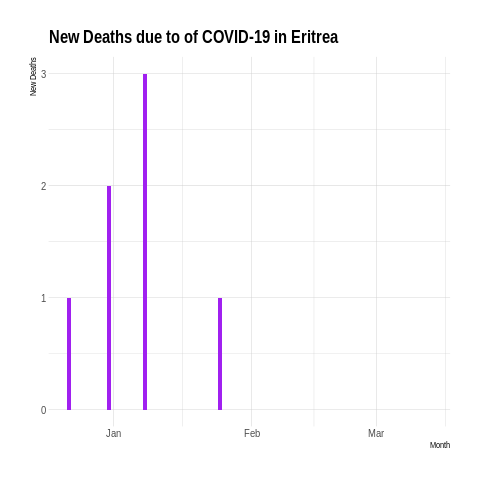 New Deaths due to of COVID-19 in Eritrea
New Deaths
3
2
1
0
Jan Feb Mar
Month